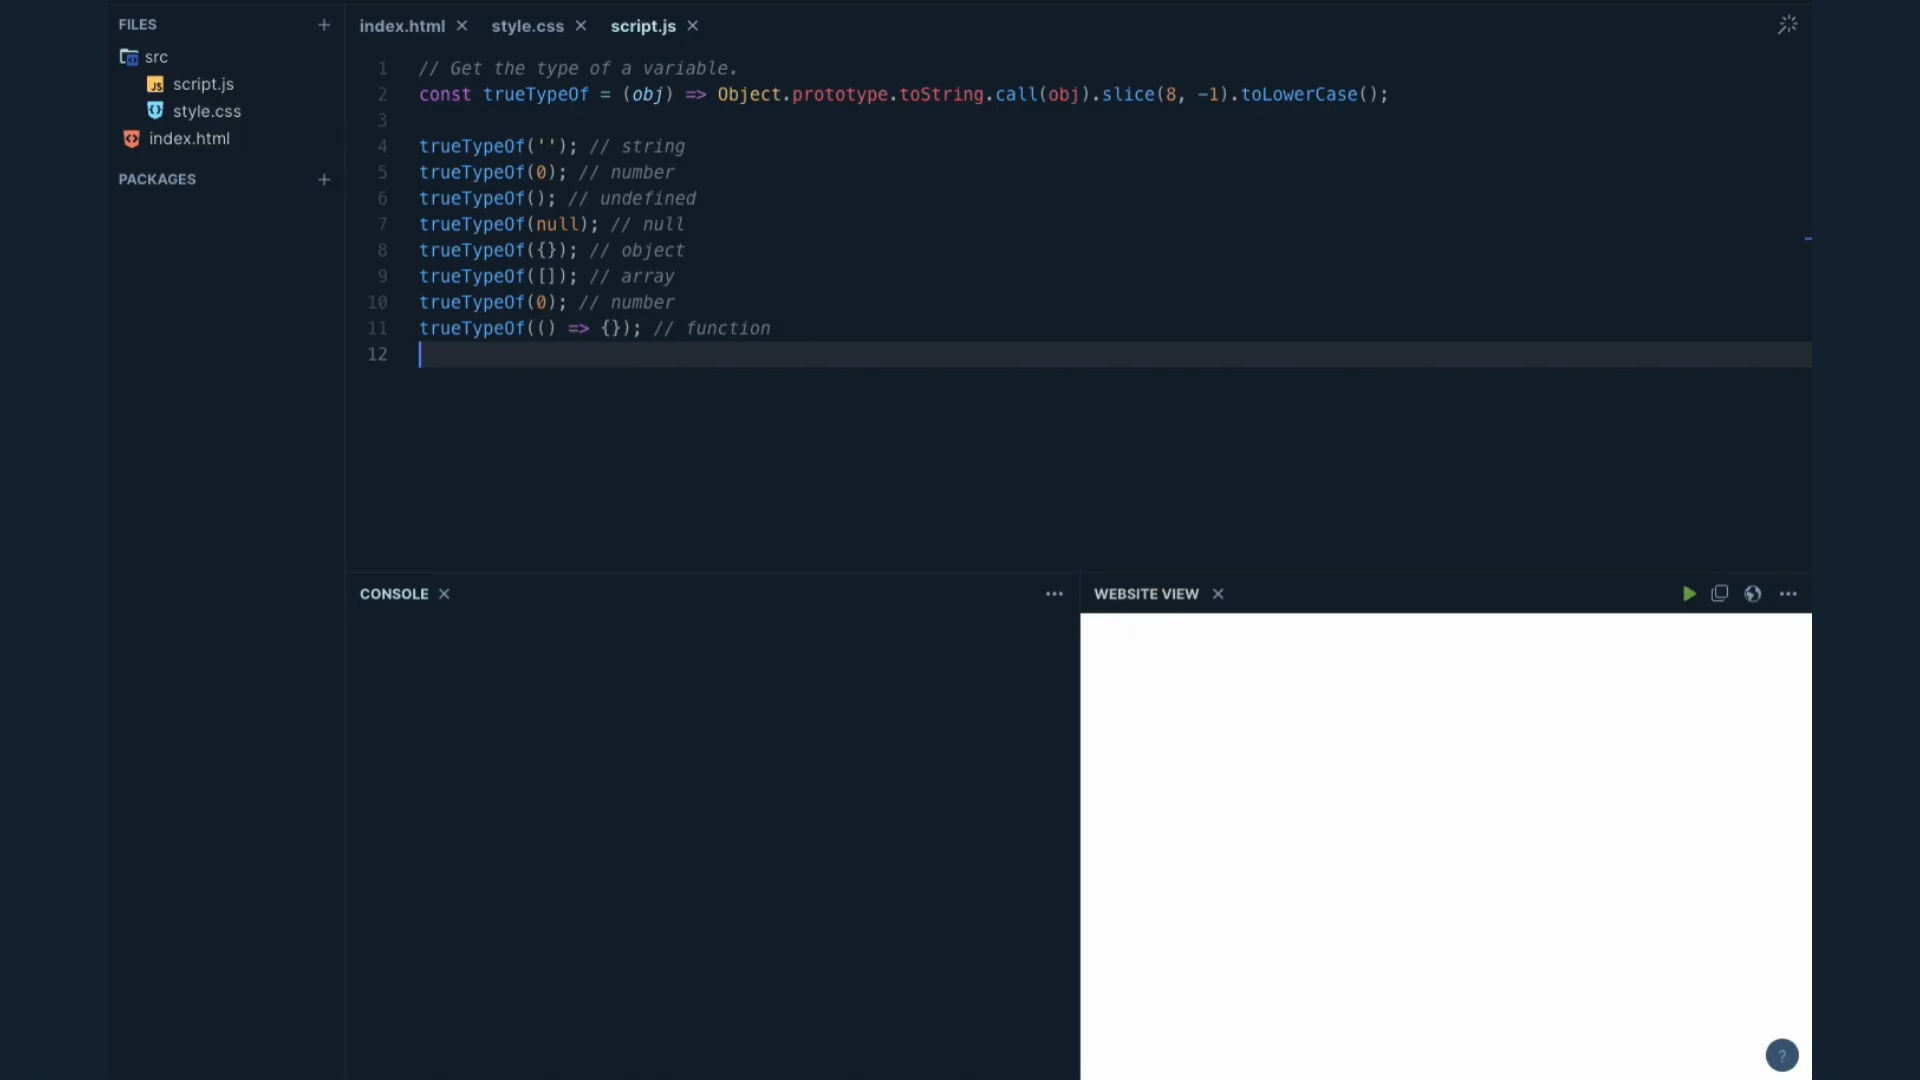 FILES +
src
script.js
style.css
index.html
PACKAGES +
index.html × style.css × script.js ×
1 // Get the type of a variable.
2 const trueTypeOf = (obj) => Object.prototype.toString.call(obj).slice(8, -1).toLowerCase();
3
4 trueTypeOf(''); // string
5 trueTypeOf(0); // number
6 trueTypeOf(); // undefined
7 trueTypeOf(null); // null
8 trueTypeOf({}); // object
9 trueTypeOf([]); // array
10 trueTypeOf(0); // number
11 trueTypeOf(() => {}); // function
12
CONSOLE × ···
WEBSITE VIEW × ···
?